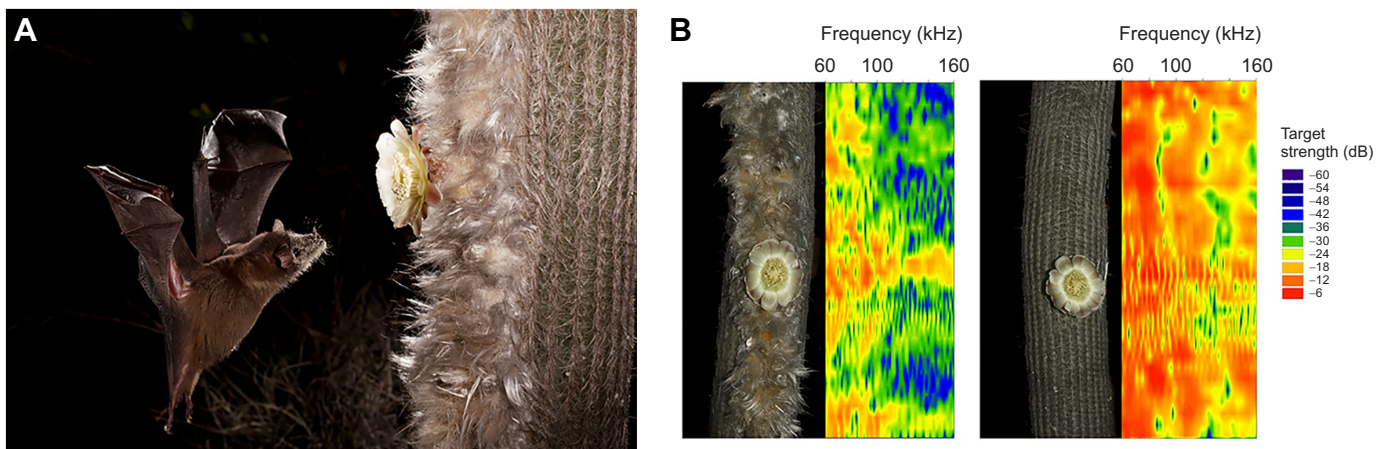 A
B
Frequency (kHz)
Frequency (kHz)
60 100 160
60 100 160
Target
strength (dB)
–60
–54
–48
–42
–36
–30
–24
–18
–12
–6